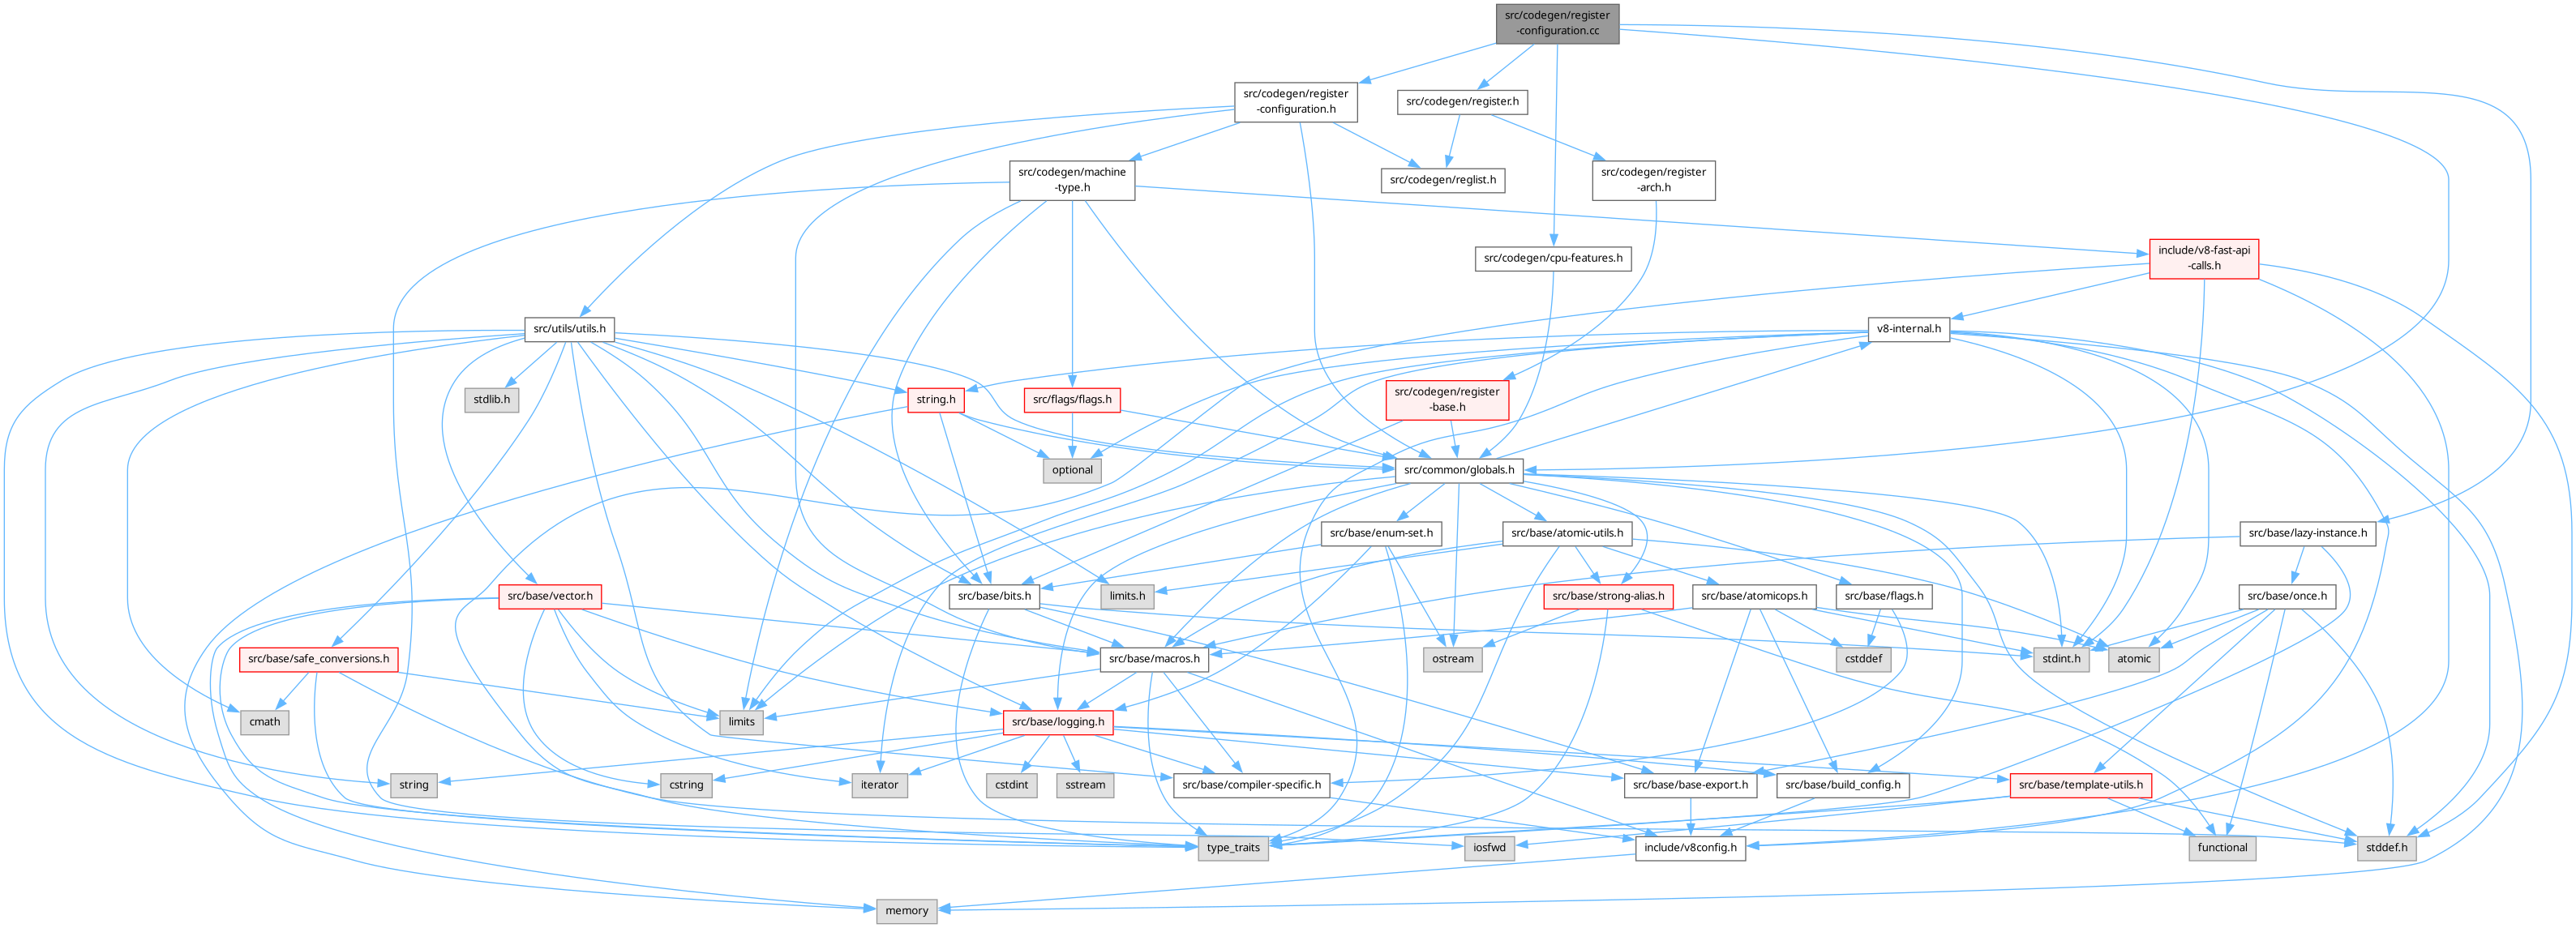 src/codegen/register
-configuration.cc
src/codegen/register
-configuration.h
src/codegen/register.h
src/codegen/machine
-type.h
src/codegen/reglist.h
src/codegen/register
-arch.h
src/codegen/cpu-features.h
include/v8-fast-api
-calls.h
src/utils/utils.h
v8-internal.h
stdlib.h
string.h
src/flags/flags.h
src/codegen/register
-base.h
optional
src/common/globals.h
src/base/enum-set.h
src/base/atomic-utils.h
src/base/lazy-instance.h
src/base/vector.h
src/base/bits.h
limits.h
src/base/strong-alias.h
src/base/atomicops.h
src/base/flags.h
src/base/once.h
src/base/safe_conversions.h
src/base/macros.h
ostream
cstddef
stdint.h
atomic
cmath
limits
src/base/logging.h
string
cstring
iterator
cstdint
sstream
src/base/compiler-specific.h
src/base/base-export.h
src/base/build_config.h
src/base/template-utils.h
type_traits
iosfwd
include/v8config.h
functional
stddef.h
memory